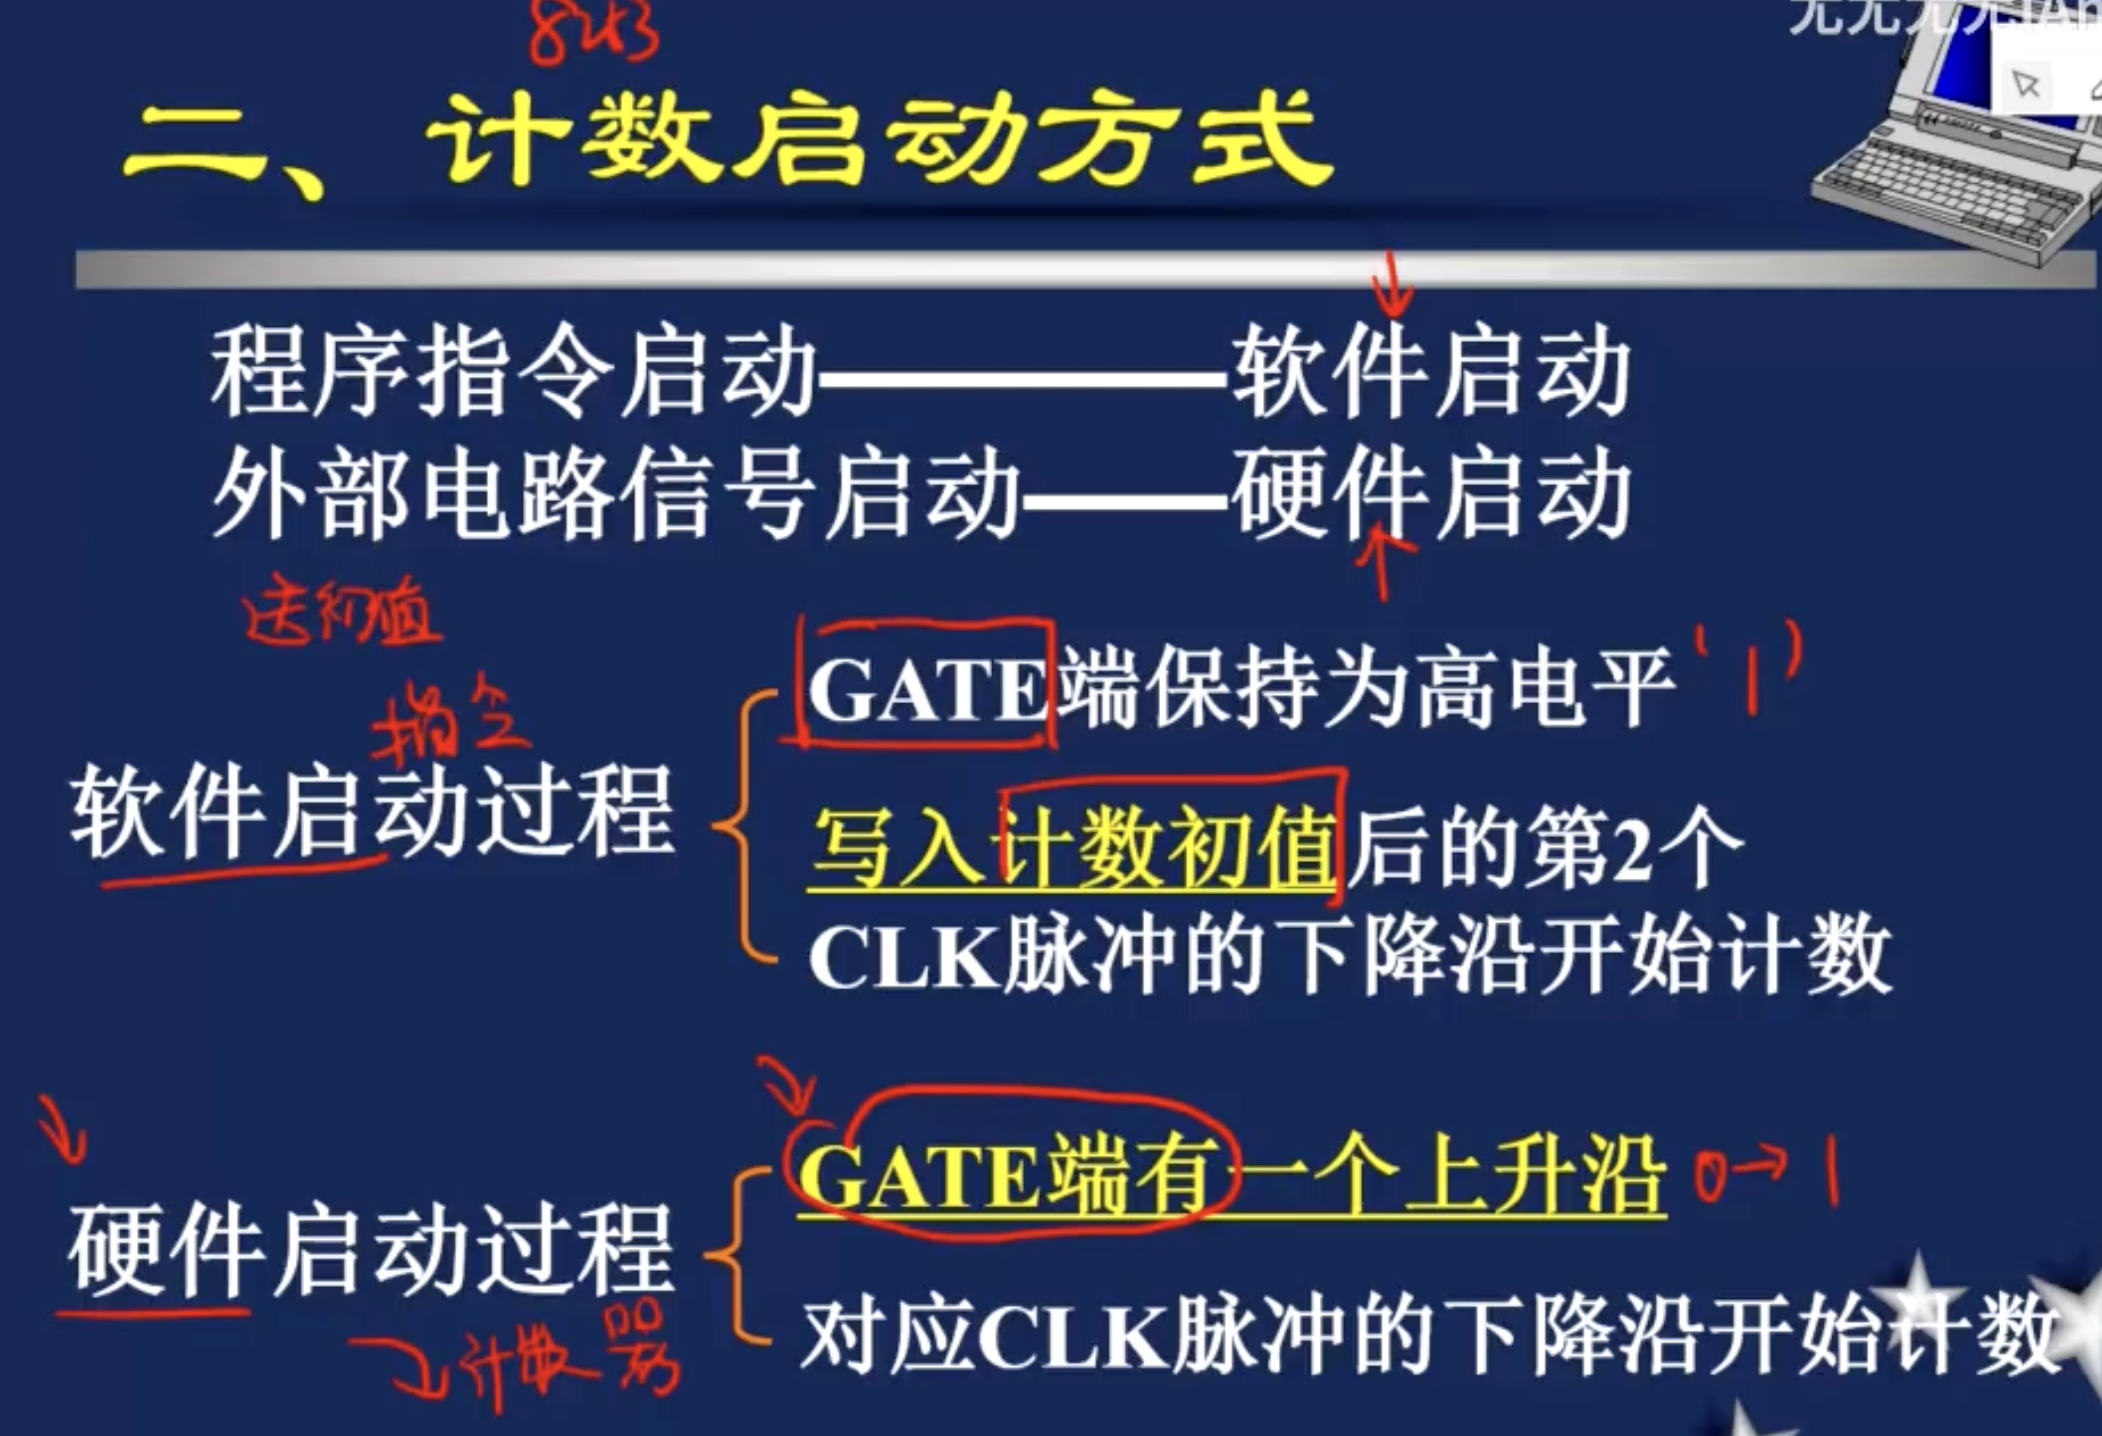 8253
二、计数启动方式
程序指令启动————软件启动
外部电路信号启动——硬件启动
送初值
指令
GATE端保持为高电平 '1'
软件启动过程
写入计数初值后的第2个
CLK脉冲的下降沿开始计数
GATE端有一个上升沿 0→1
硬件启动过程
对应CLK脉冲的下降沿开始计数
计数器